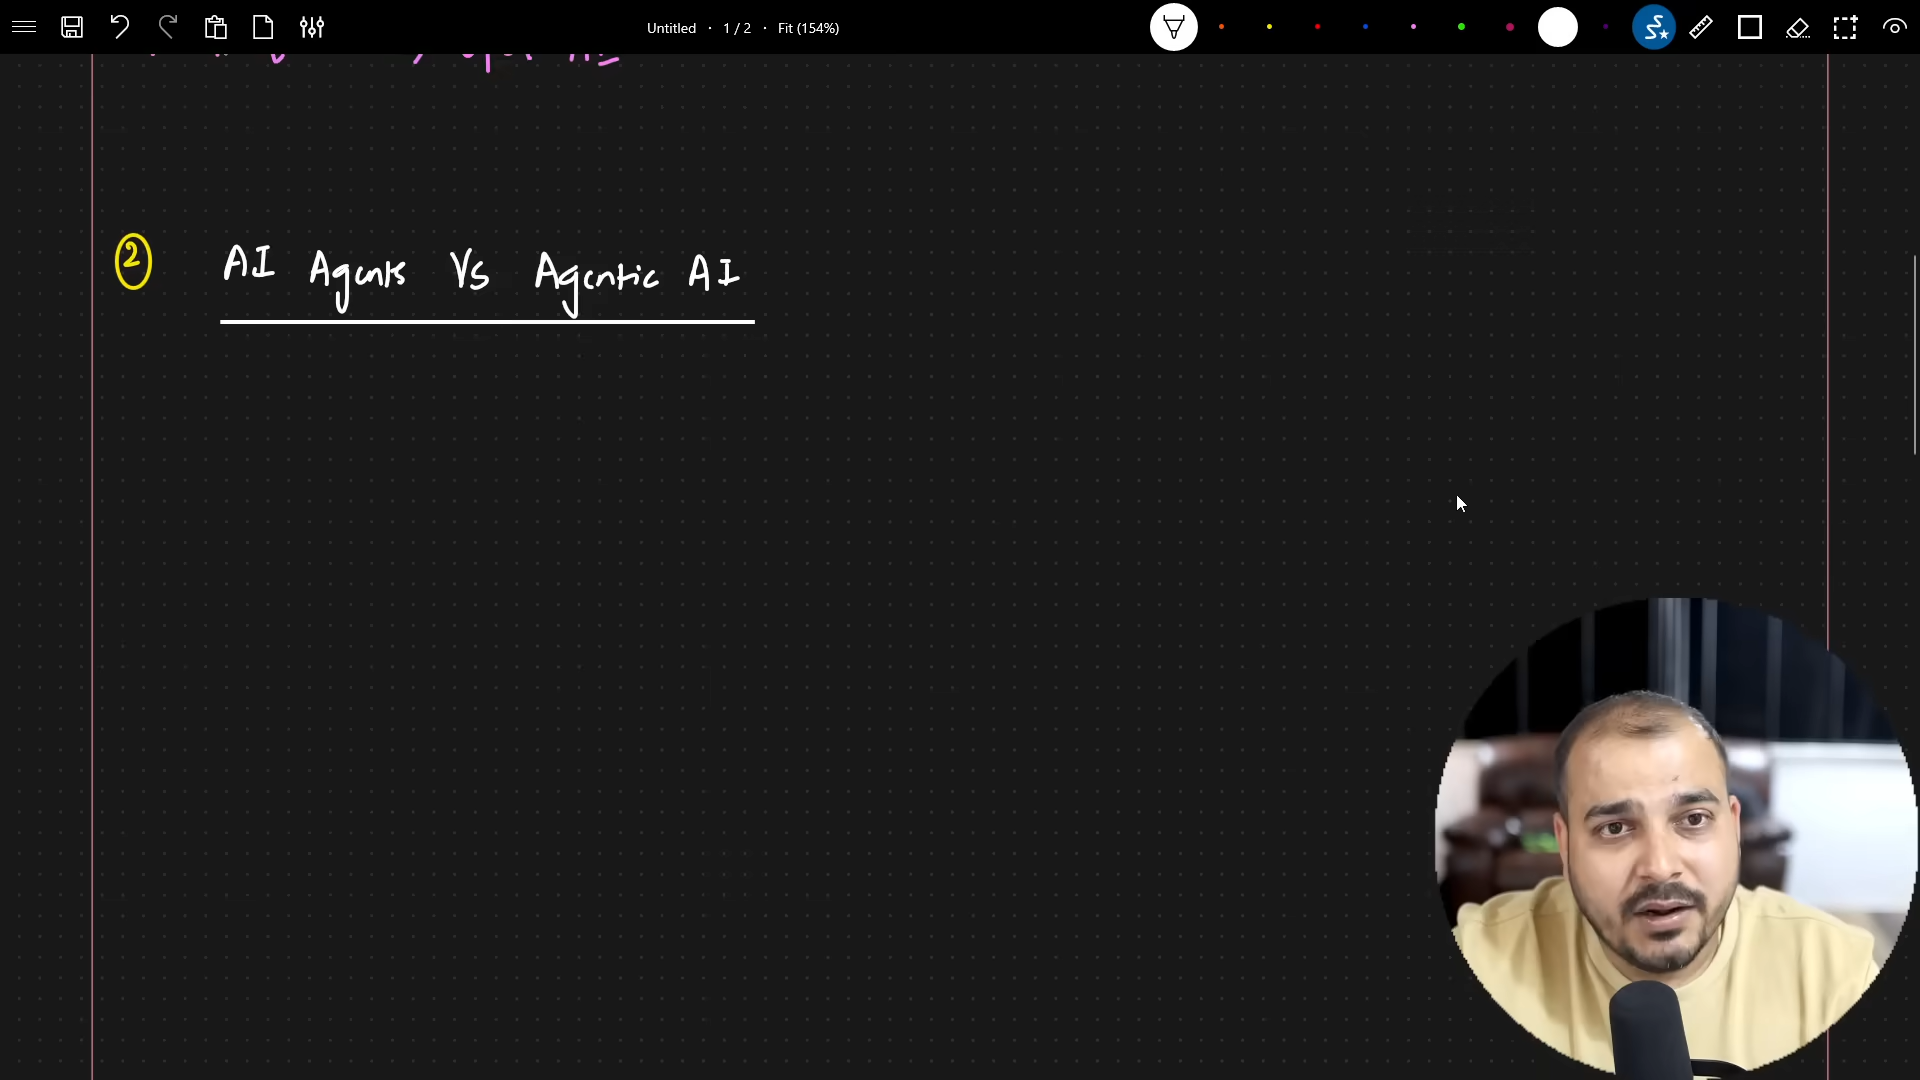 Untitled · 1 / 2 · Fit (154%)
2 AI Agents Vs Agentic AI